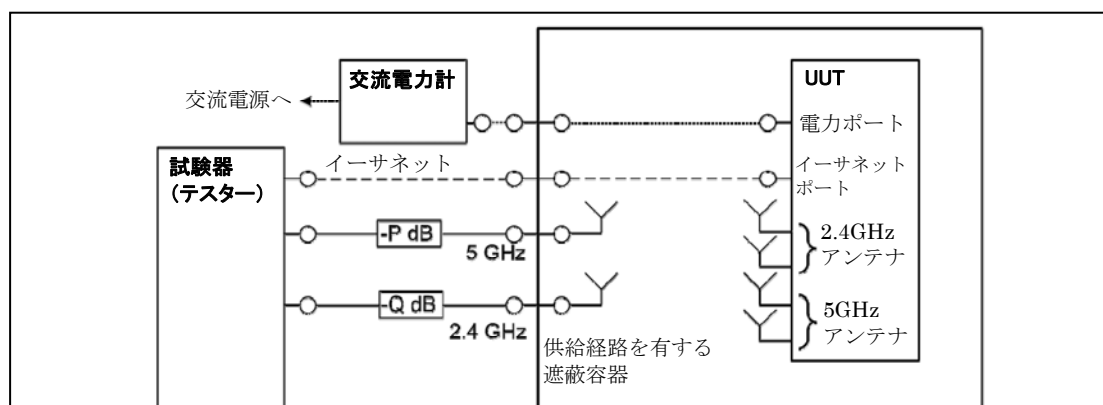 交流電力計
UUT
交流電源へ
電力ポート
試験器
(テスター)
イーサネット
イーサネット
ポート
-P dB
5 GHz
2.4GHz
アンテナ
-Q dB
2.4 GHz
5GHz
アンテナ
供給経路を有する
遮蔽容器